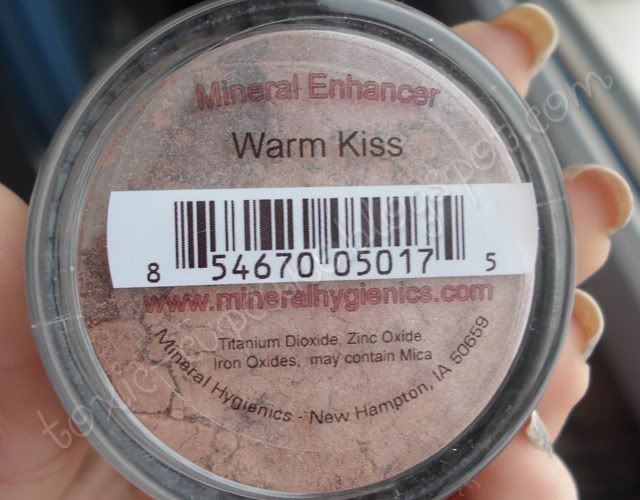 Mineral Enhancer
Warm Kiss
8 54670 05017 5
www.mineralhygienics.com
Titanium Dioxide, Zinc Oxide
Iron Oxides, may contain Mica
Mineral Hygienics - New Hampton, IA 50659